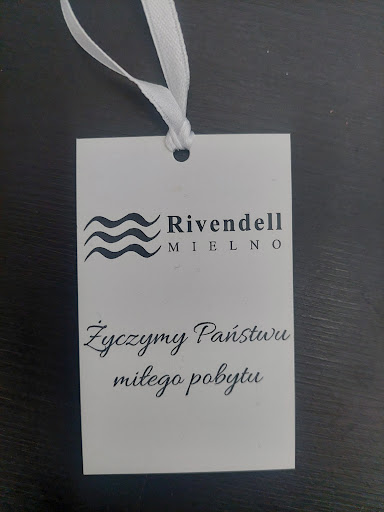 Rivendell
MIELNO
Życzymy Państwu
miłego pobytu